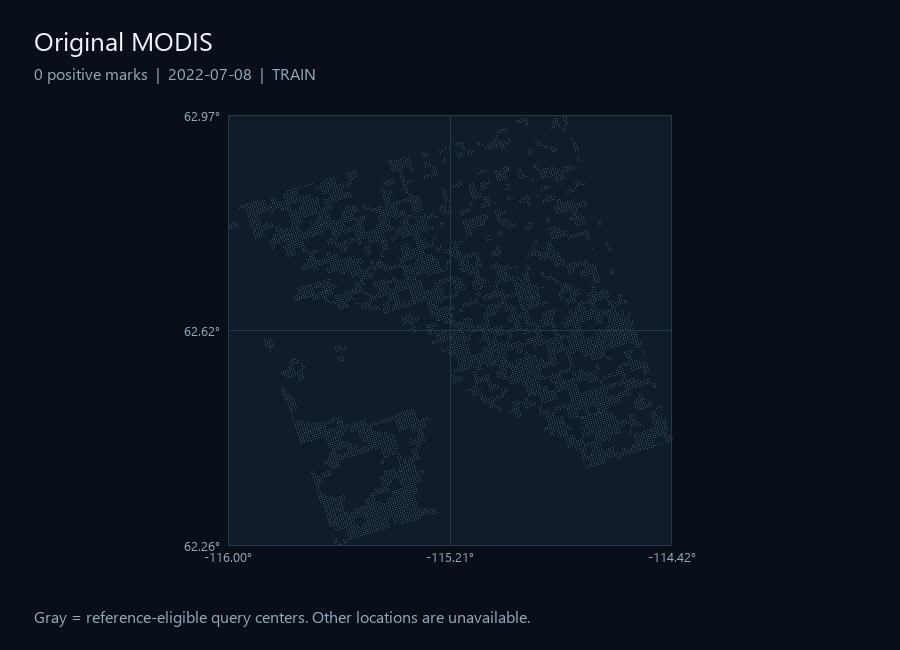 Original MODIS
0 positive marks | 2022-07-08 | TRAIN
62.97°
62.62°
62.26°
-116.00° -115.21° -114.42°
Gray = reference-eligible query centers. Other locations are unavailable.